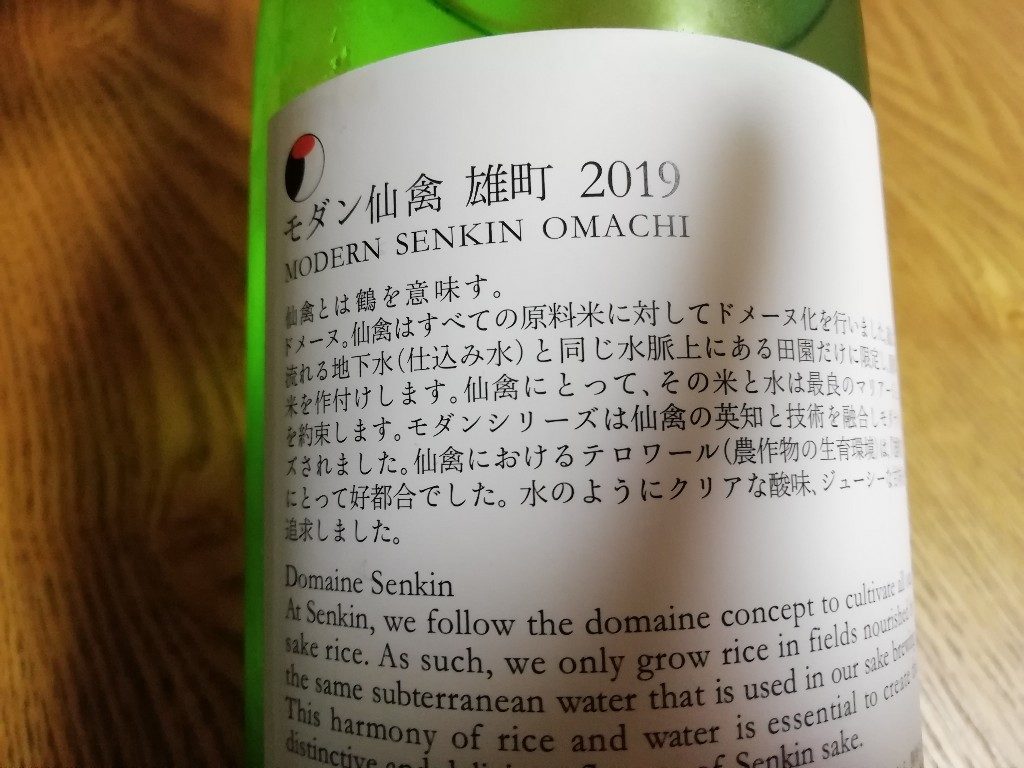 モダン仙禽 雄町 2019
MODERN SENKIN OMACHI
仙禽とは鶴を意味す。
ドメーヌ。仙禽はすべての原料米に対してドメーヌ化を行いました
流れる地下水(仕込み水)と同じ水脈上にある田園だけに限定し
米を作付けします。仙禽にとって、その米と水は最良のマリアー
を約束します。モダンシリーズは仙禽の英知と技術を融合しモダ
ズされました。仙禽におけるテロワール(農作物の生育環境)は、
にとって好都合でした。水のようにクリアな酸味、ジューシーな
追求しました。
Domaine Senkin
At Senkin, we follow the domaine concept to cultivate all
sake rice. As such, we only grow rice in fields nourished
the same subterranean water that is used in our sake brewing
This harmony of rice and water is essential to create
distinctive and of Senkin sake.